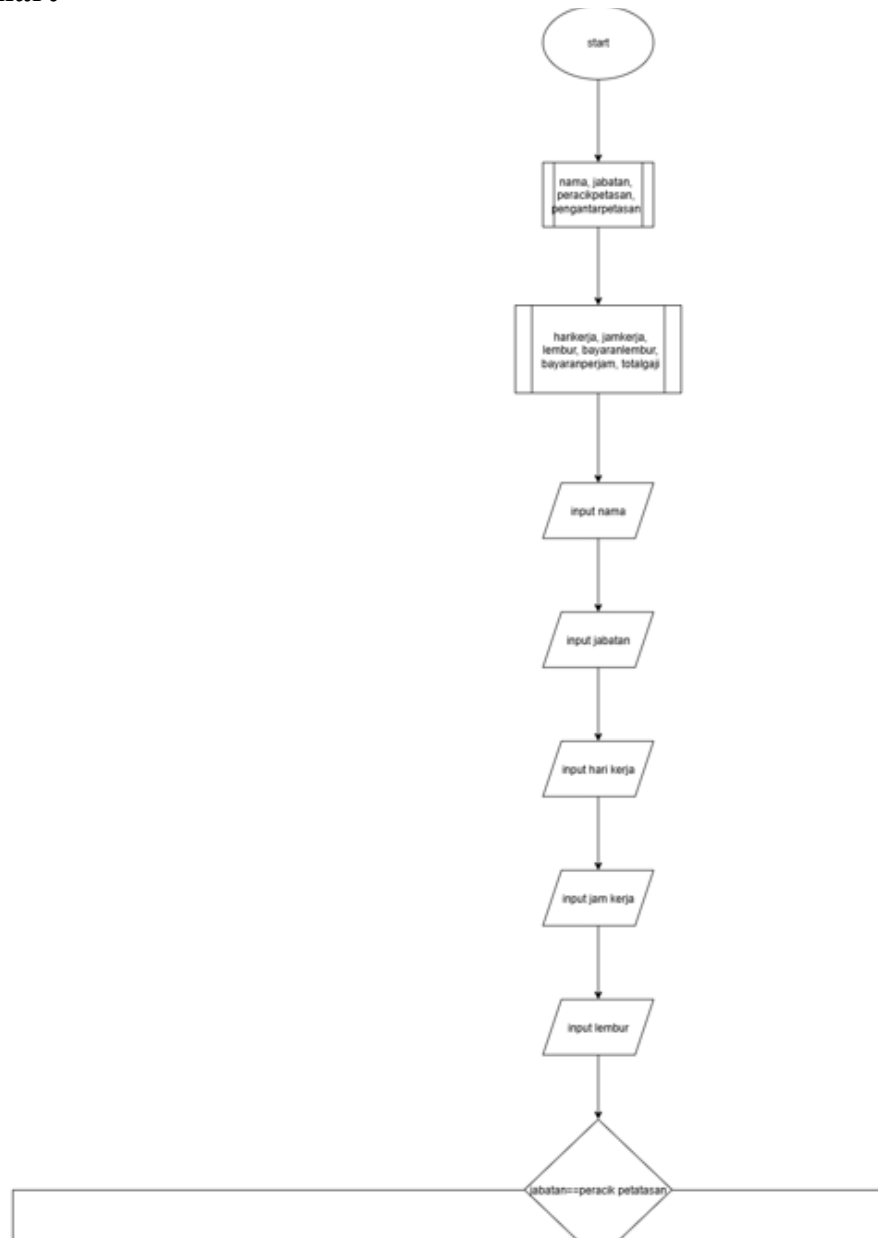 start
nama, jabatan,
peracikpetasan,
pengantarpetasan
harikerja, jamkerja,
lembur, bayaranlembur,
bayaranperjam, totalgaji
input nama
input jabatan
input hari kerja
input jam kerja
input lembur
jabatan==peracik petatasan